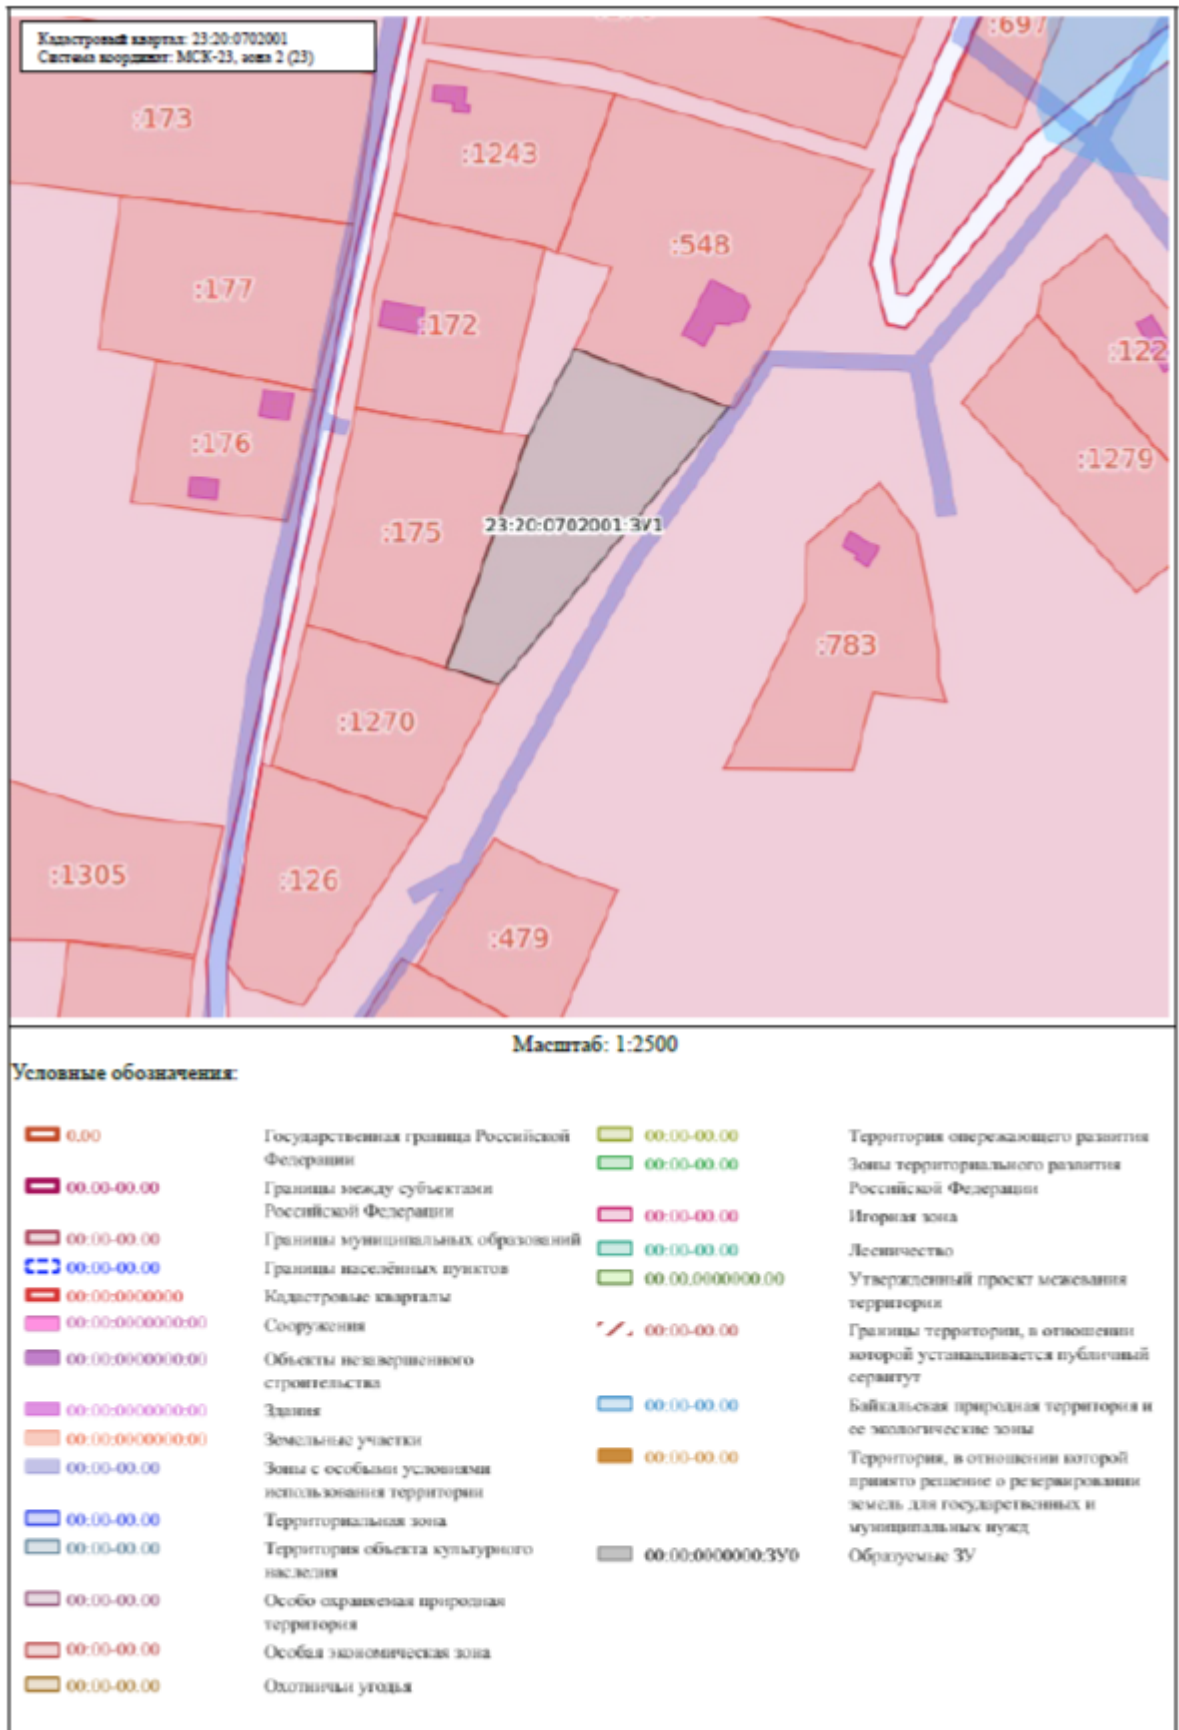 Кадастровый квартал: 23:20:0702001
Система координат: МСК-23, зона 2 (23)
:697
:173
:1243
:548
:177
:172
:122
:176
:1279
:175
23:20:0702001:ЗУ1
:783
:1270
:1305
:126
:479
Масштаб: 1:2500
Условные обозначения:
0.00
Государственная граница Российской
Федерации
00.00-00.00
Границы между субъектами
Российской Федерации
00:00-00.00
Границы муниципальных образований
00:00-00.00
Границы населённых пунктов
00:00:0000000
Кадастровые кварталы
00:00:0000000:00
Сооружения
00:00:0000000:00
Объекты незавершенного
строительства
00:00:0000000:00
Здания
00:00:0000000:00
Земельные участки
00:00-00.00
Зоны с особыми условиями
использования территории
00:00-00.00
Территориальная зона
00:00-00.00
Территория объекта культурного
наследия
00:00-00.00
Особо охраняемая природная
территория
00:00-00.00
Особая экономическая зона
00:00-00.00
Охотничьи угодья
00:00-00.00
Территория опережающего развития
00:00-00.00
Зоны территориального развития
Российской Федерации
00:00-00.00
Игорная зона
00:00-00.00
Лесничество
00:00.0000000.00
Утвержденный проект межевания
территории
00:00-00.00
Границы территории, в отношении
которой устанавливается публичный
сервитут
00:00-00.00
Байкальская природная территория и
ее экологические зоны
00:00-00.00
Территория, в отношении которой
принято решение о резервировании
земель для государственных и
муниципальных нужд
00:00:0000000:ЗУ0
Образуемые ЗУ